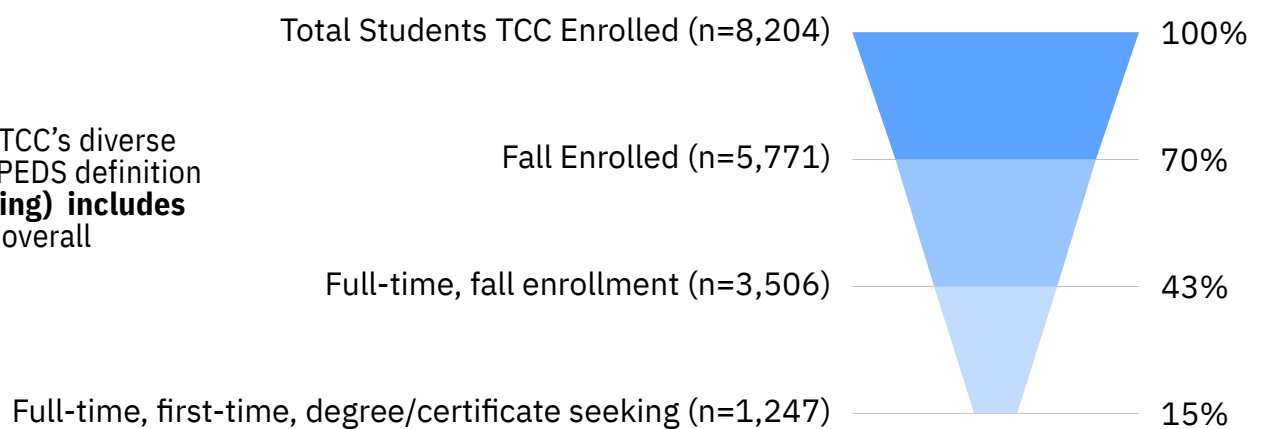 Total Students TCC Enrolled (n=8,204) 100%
TCC’s diverse
PEDS definition
ing) includes
overall
Fall Enrolled (n=5,771) 70%
Full-time, fall enrollment (n=3,506) 43%
Full-time, first-time, degree/certificate seeking (n=1,247) 15%